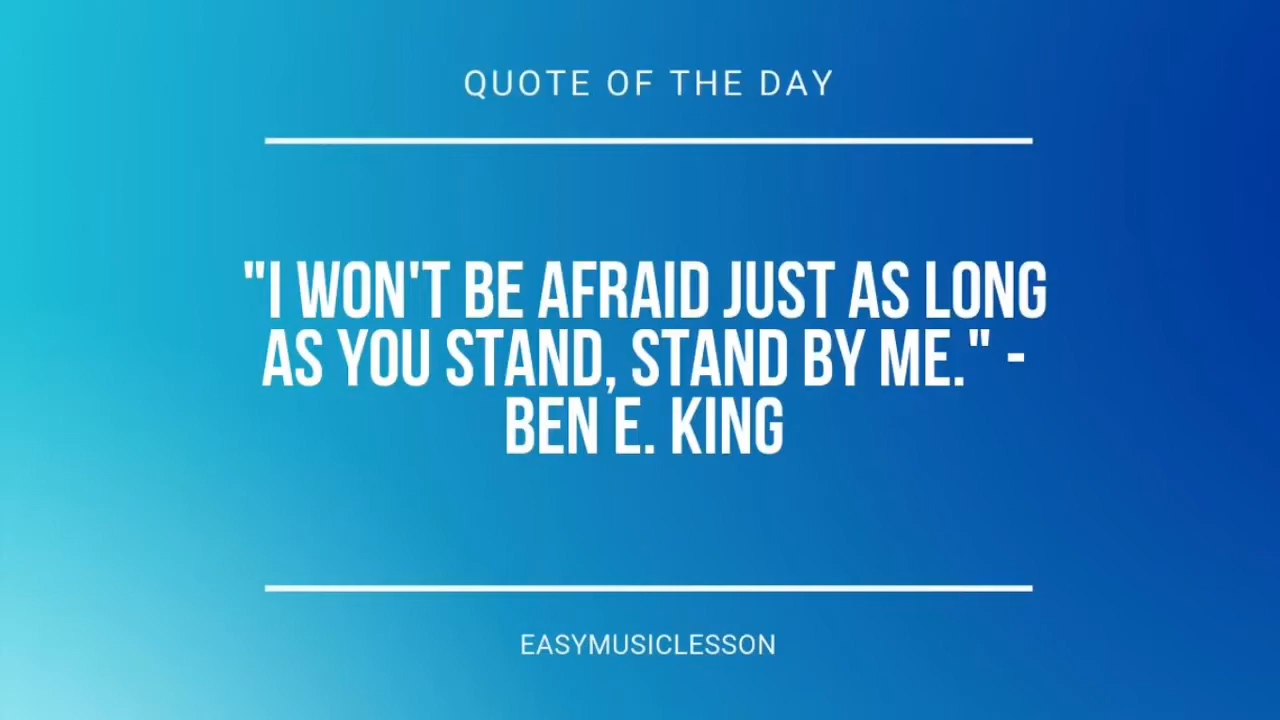 QUOTE OF THE DAY
"I WON'T BE AFRAID JUST AS LONG
AS YOU STAND, STAND BY ME." -
BEN E. KING
EASYMUSICLESSON